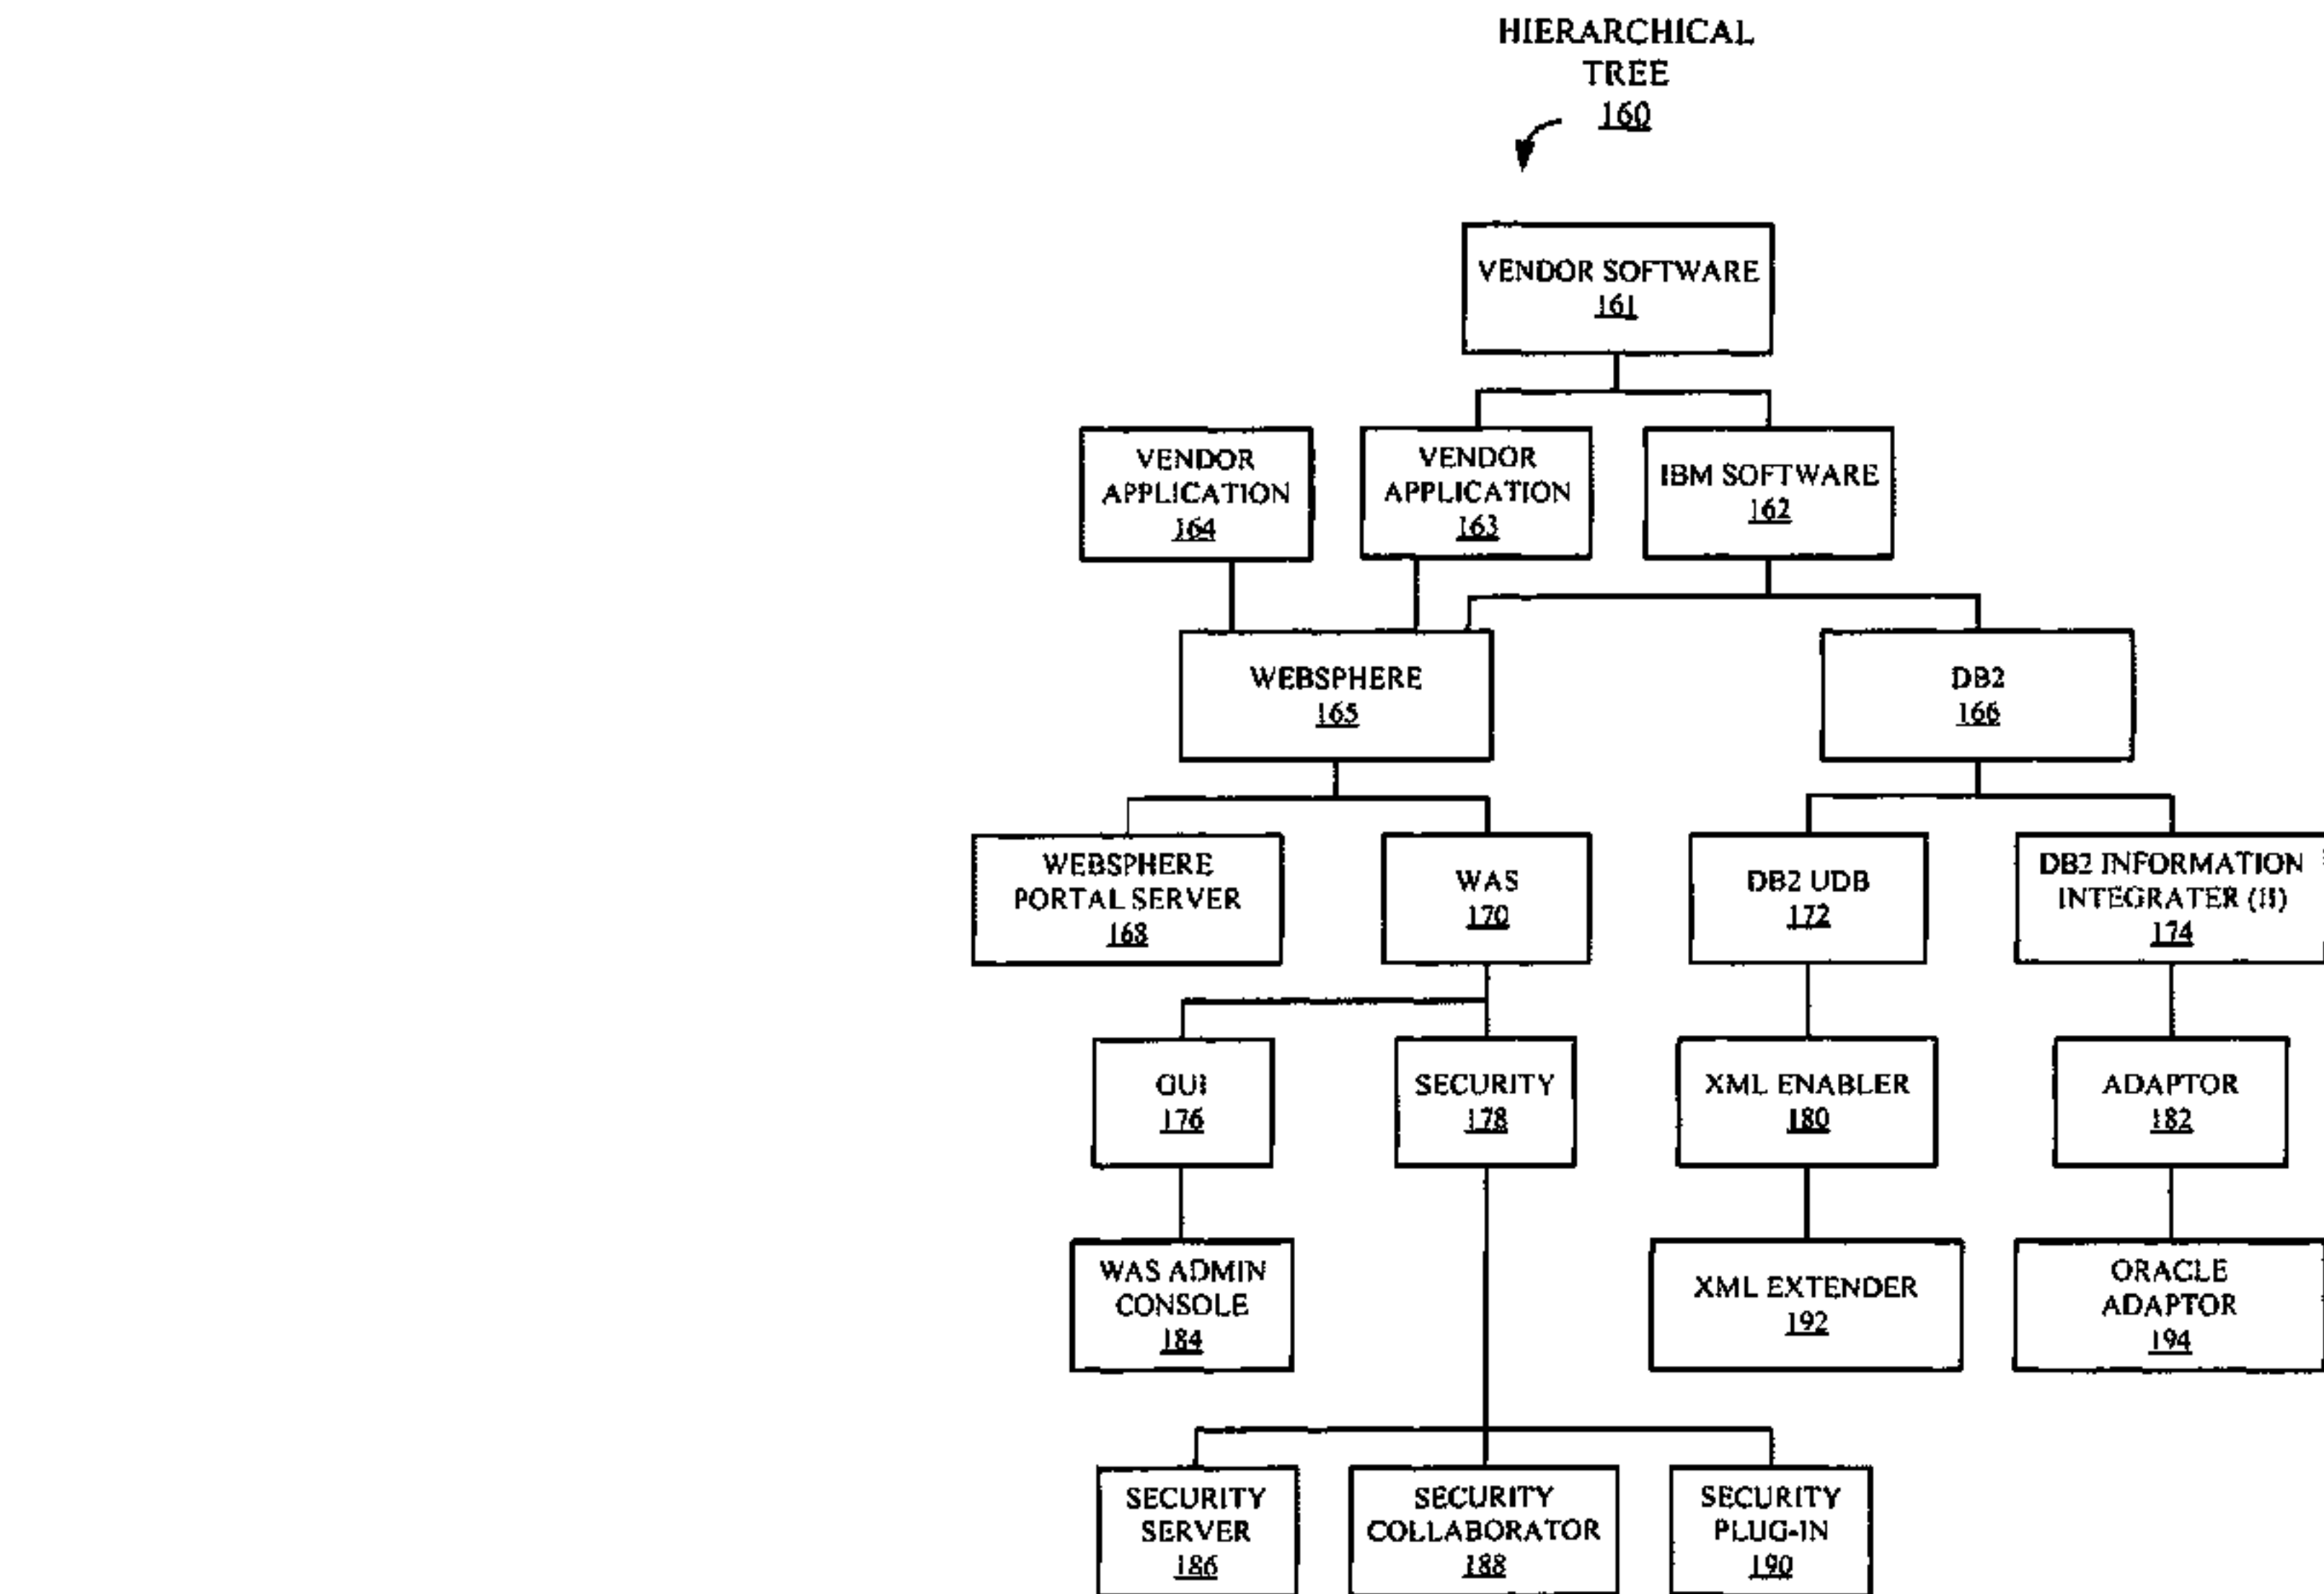 HIERARCHICAL
TREE
160
VENDOR SOFTWARE
161
VENDOR
APPLICATION
164
VENDOR
APPLICATION
163
IBM SOFTWARE
162
WEBSPHERE
165
DB2
166
WEBSPHERE
PORTAL SERVER
168
WAS
170
DB2 UDB
172
DB2 INFORMATION
INTEGRATER (II)
174
GUI
176
SECURITY
178
XML ENABLER
180
ADAPTOR
182
WAS ADMIN
CONSOLE
184
XML EXTENDER
192
ORACLE
ADAPTOR
194
SECURITY
SERVER
186
SECURITY
COLLABORATOR
188
SECURITY
PLUG-IN
190